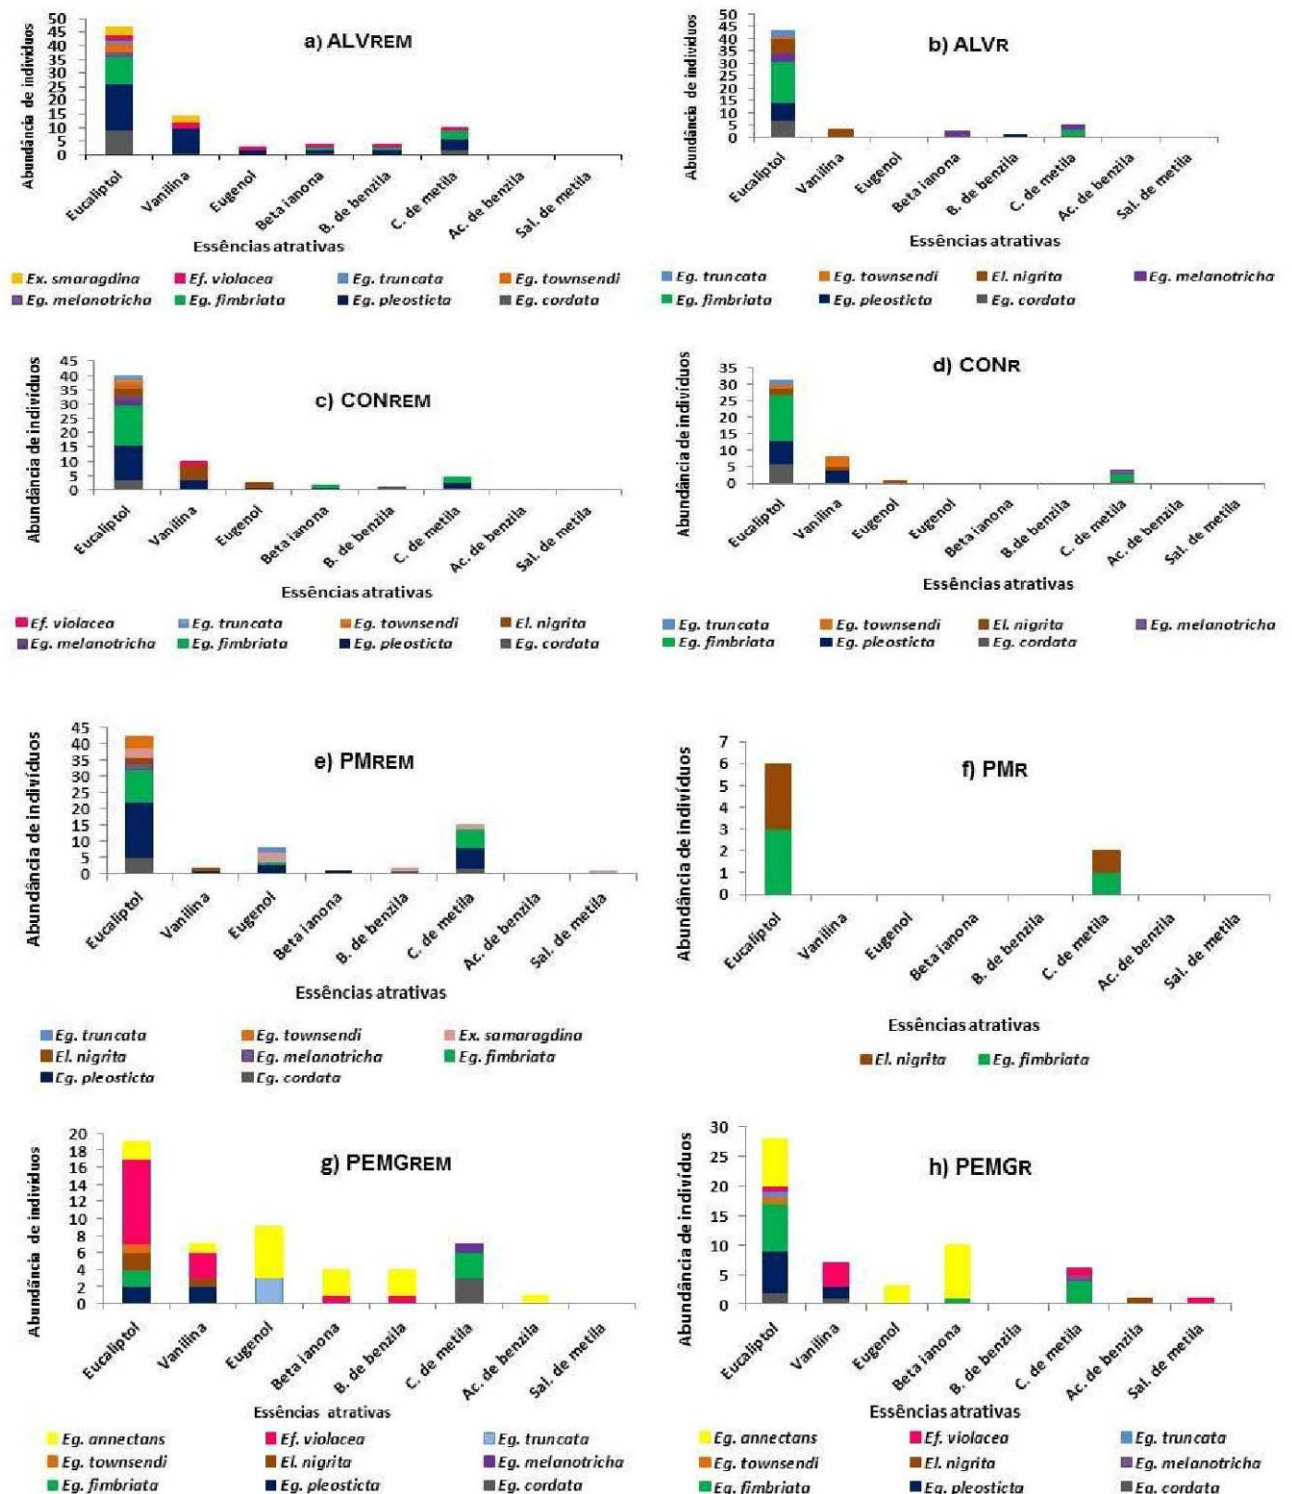 a) ALVREM
Abundância de indivíduos
50
45
40
35
30
25
20
15
10
5
0
Eucaliptol
Vanilina
Eugenol
Beta ianona
B. de benzila
C. de metila
Ac. de benzila
Sal. de metila
Essências atrativas
Ex. smaragdina Ef. violacea Eg. truncata Eg. townsendi
Eg. melanotricha Eg. fimbriata Eg. pleosticta Eg. cordata
b) ALVR
Abundância de indivíduos
50
45
40
35
30
25
20
15
10
5
0
Eucaliptol
Vanilina
Eugenol
Beta ianona
B. de benzila
C. de metila
Ac. de benzila
Sal. de metila
Essências atrativas
Eg. truncata Eg. townsendi El. nigrita Eg. melanotricha
Eg. fimbriata Eg. pleosticta Eg. cordata
c) CONREM
Abundância de indivíduos
45
40
35
30
25
20
15
10
5
0
Eucaliptol
Vanilina
Eugenol
Beta ianona
B. de benzila
C. de metila
Ac. de benzila
Sal. de metila
Essências atrativas
Ef. violacea Eg. truncata Eg. townsendi El. nigrita
Eg. melanotricha Eg. fimbriata Eg. pleosticta Eg. cordata
d) CONR
Abundância de indivíduos
35
30
25
20
15
10
5
0
Eucaliptol
Vanilina
Eugenol
Eugenol
Beta ianona
B. de benzila
C. de metila
Ac. de benzila
Sal. de metila
Essências atrativas
Eg. truncata Eg. townsendi El. nigrita Eg. melanotricha
Eg. fimbriata Eg. pleosticta Eg. cordata
e) PMREM
Abundância de indivíduos
45
40
35
30
25
20
15
10
5
0
Eucaliptol
Vanilina
Eugenol
Beta ianona
B. de benzila
C. de metila
Ac. de benzila
Sal. de metila
Essências atrativas
Eg. truncata Eg. townsendi Ex. samaragdina
El. nigrita Eg. melanotricha Eg. fimbriata
Eg. pleosticta Eg. cordata
f) PMR
Abundância de indivíduos
7
6
5
4
3
2
1
0
Eucaliptol
Vanilina
Eugenol
Beta ianona
B. de benzila
C. de metila
Ac. de benzila
Sal. de metila
Essências atrativas
El. nigrita Eg. fimbriata
g) PEMGREM
Abundância de indivíduos
20
18
16
14
12
10
8
6
4
2
0
Eucaliptol
Vanilina
Eugenol
Beta ianona
B. de benzila
C. de metila
Ac. de benzila
Sal. de metila
Essências atrativas
Eg. annectans Ef. violacea Eg. truncata
Eg. townsendi El. nigrita Eg. melanotricha
Eg. fimbriata Eg. pleosticta Eg. cordata
h) PEMGR
Abundância de indivíduos
30
25
20
15
10
5
0
Eucaliptol
Vanilina
Eugenol
Beta ianona
B. de benzila
C. de metila
Ac. de benzila
Sal. de metila
Essências atrativas
Eg. annectans Ef. violacea Eg. truncata
Eg. townsendi El. nigrita Eg. melanotricha
Eg. fimbriata Eg. pleosticta Eg. cordata